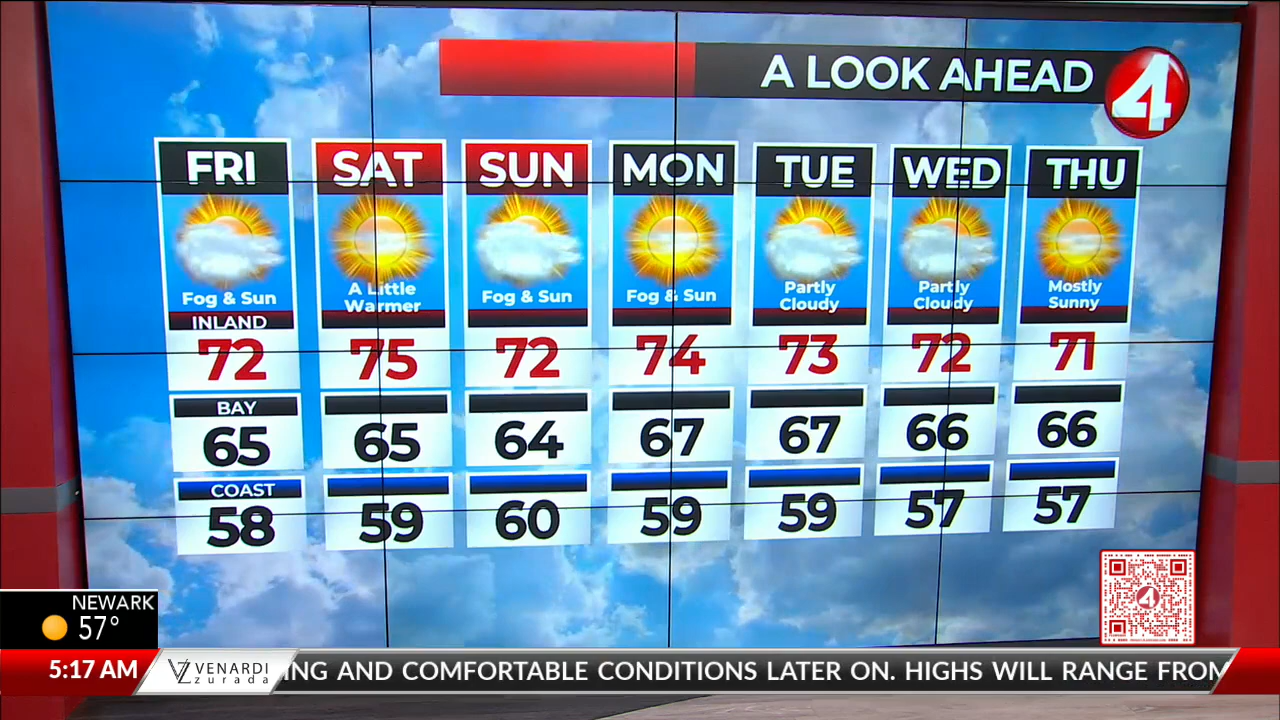 A LOOK AHEAD
4
FRI SAT SUN MON TUE WED THU
Fog & Sun
A Little
Warmer
Fog & Sun
Fog & Sun
Partly
Cloudy
Partly
Cloudy
Mostly
Sunny
INLAND
72 75 72 74 73 72 71
BAY
65 65 64 67 67 66 66
COAST
58 59 60 59 59 57 57
4
NEWARK
57°
5:17 AM
VZ VENARDI
zurada
ING AND COMFORTABLE CONDITIONS LATER ON. HIGHS WILL RANGE FROM